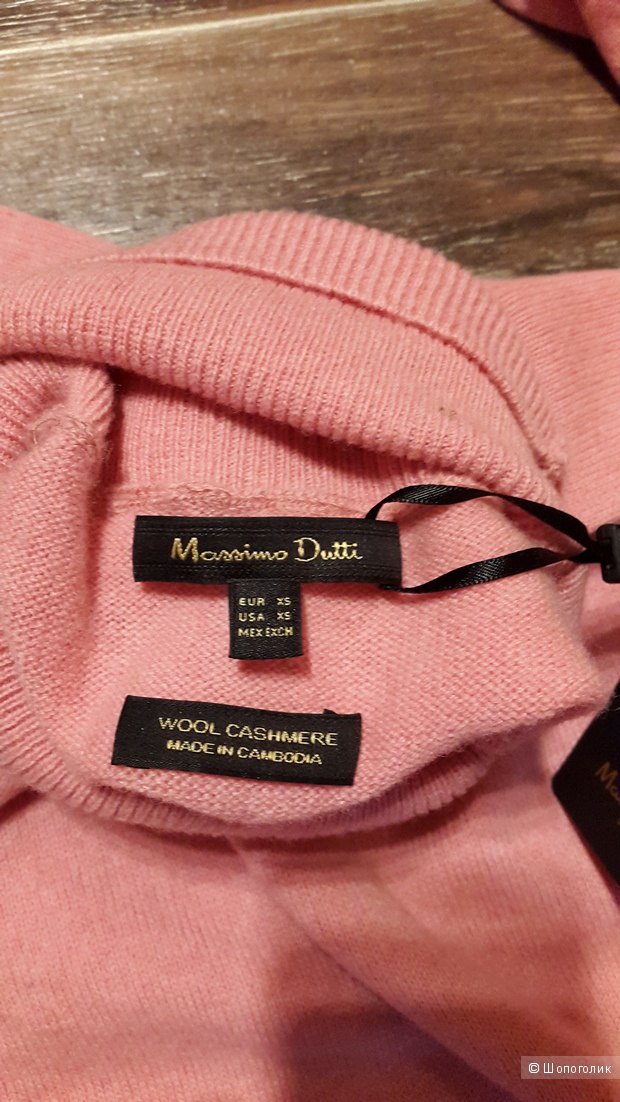 Massimo Dutti
EUR XS
USA XS
MEX EXCH
WOOL CASHMERE
MADE IN CAMBODIA
© Шопоголик